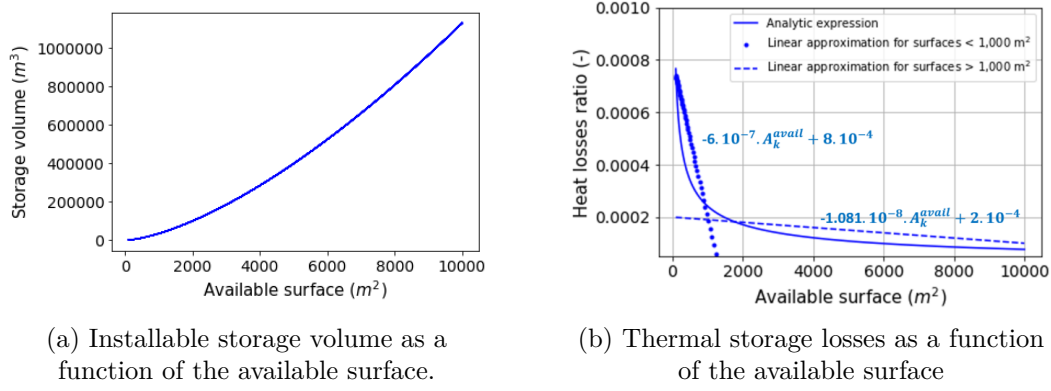 1000000
800000
600000
400000
200000
0
Storage volume (m³)
0 2000 4000 6000 8000 10000
Available surface (m²)
(a) Installable storage volume as a
function of the available surface.
0.0010
0.0008
0.0006
0.0004
0.0002
Heat losses ratio (-)
Analytic expression
Linear approximation for surfaces < 1,000 m²
Linear approximation for surfaces > 1,000 m²
-6.10⁻⁷.A_k^avail + 8.10⁻⁴
-1.081.10⁻⁸.A_k^avail + 2.10⁻⁴
0 2000 4000 6000 8000 10000
Available surface (m²)
(b) Thermal storage losses as a function
of the available surface